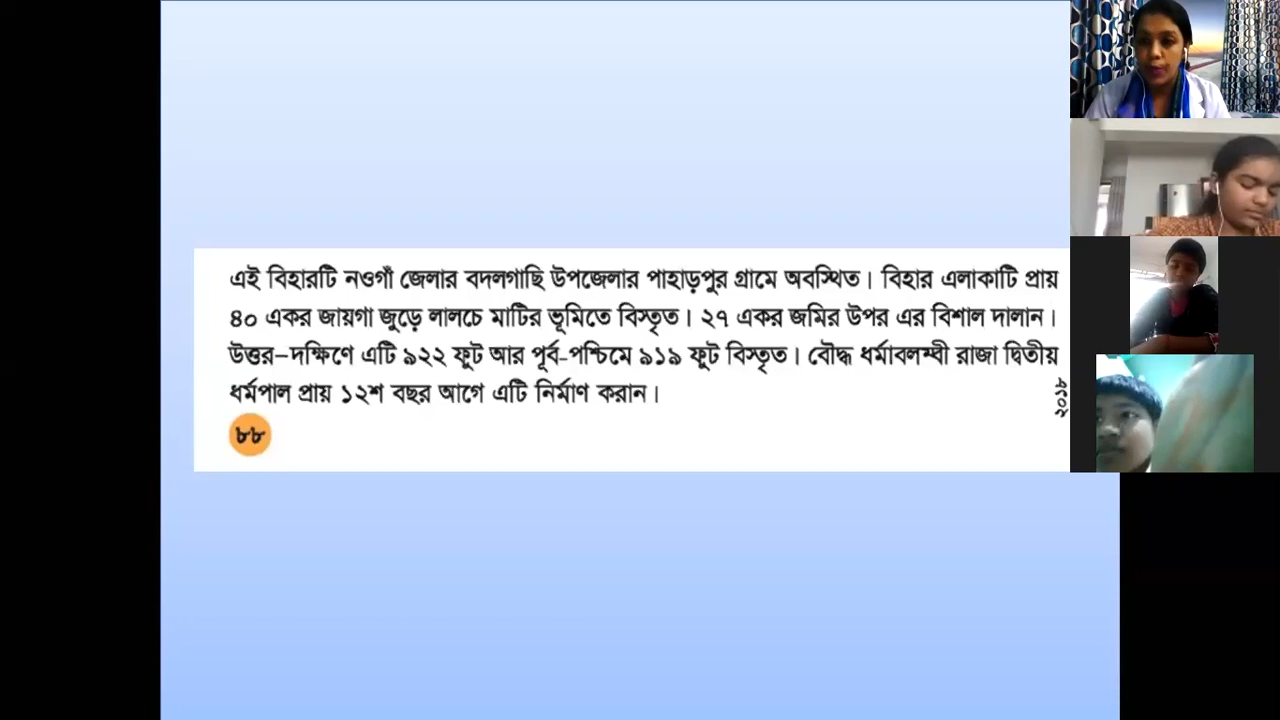 এই বিহারটি নওগাঁ জেলার বদলগাছি উপজেলার পাহাড়পুর গ্রামে অবস্থিত। বিহার এলাকাটি প্রায়
৪০ একর জায়গা জুড়ে লালচে মাটির ভূমিতে বিস্তৃত। ২৭ একর জমির উপর এর বিশাল দালান।
উত্তর–দক্ষিণে এটি ৯২২ ফুট আর পূর্ব-পশ্চিমে ৯১৯ ফুট বিস্তৃত। বৌদ্ধ ধর্মাবলম্বী রাজা দ্বিতীয়
ধর্মপাল প্রায় ১২শ বছর আগে এটি নির্মাণ করান।
২০১৮
৮৮